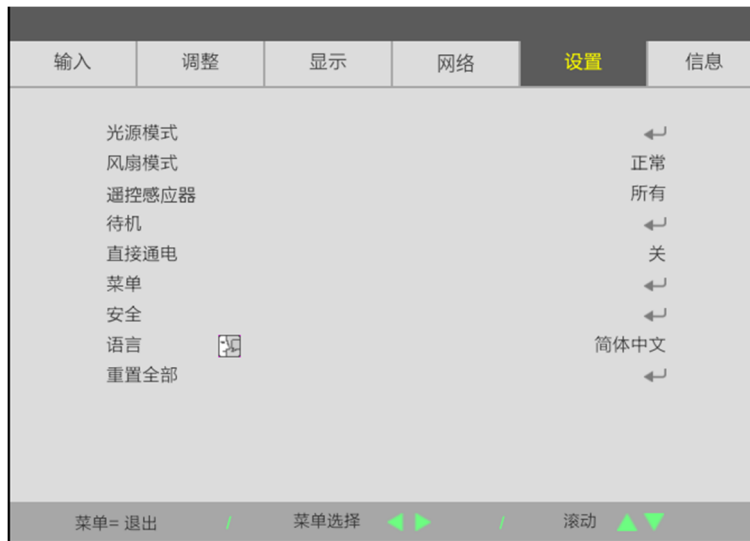 输入 调整 显示 网络 设置 信息
光源模式
风扇模式 正常
遥控感应器 所有
待机
直接通电 关
菜单
安全
语言 简体中文
重置全部
菜单= 退出 / 菜单选择 / 滚动